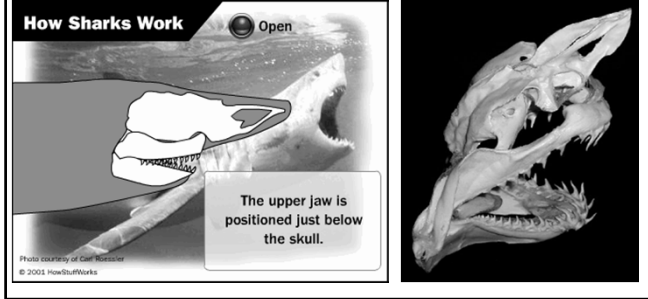 How Sharks Work
Open
The upper jaw is
positioned just below
the skull.
Photo courtesy of Carl Roessler
© 2001 HowStuffWorks